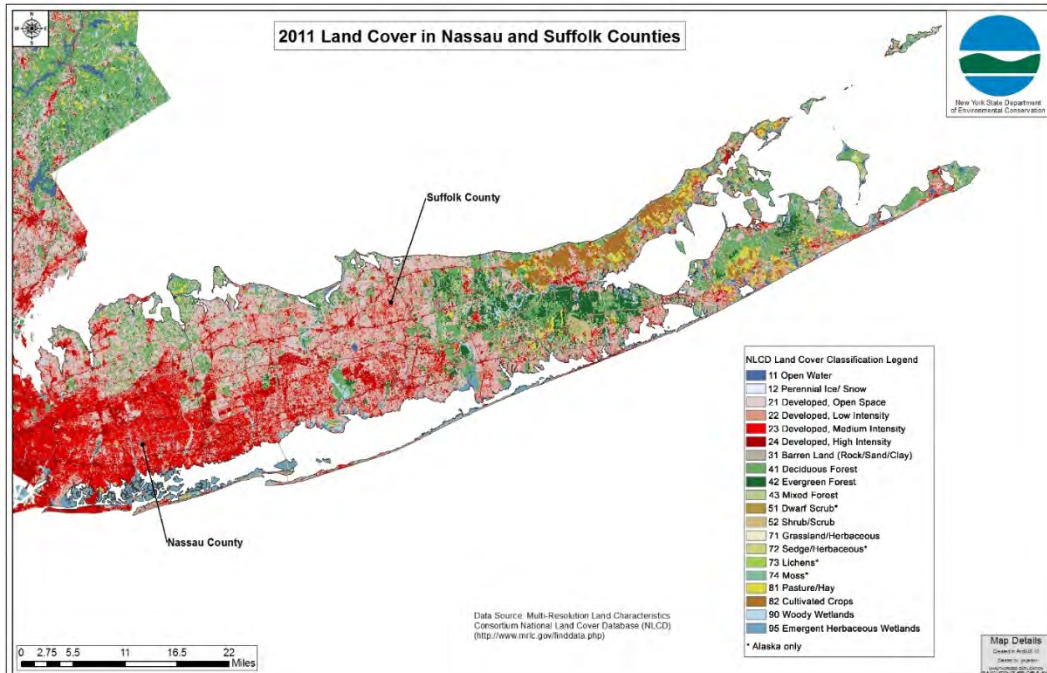 2011 Land Cover in Nassau and Suffolk Counties
New York State Department
of Environmental Conservation
Suffolk County
Nassau County
NLCD Land Cover Classification Legend
11 Open Water
12 Perennial Ice/ Snow
21 Developed, Open Space
22 Developed, Low Intensity
23 Developed, Medium Intensity
24 Developed, High Intensity
31 Barren Land (Rock/Sand/Clay)
41 Deciduous Forest
42 Evergreen Forest
43 Mixed Forest
51 Dwarf Scrub*
52 Shrub/Scrub
71 Grassland/Herbaceous
72 Sedge/Herbaceous*
73 Lichens*
74 Moss*
81 Pasture/Hay
82 Cultivated Crops
90 Woody Wetlands
95 Emergent Herbaceous Wetlands
* Alaska only
Data Source: Multi-Resolution Land Characteristics
Consortium National Land Cover Database (NLCD)
(http://www.mrlc.gov/finddata.php)
0 2.75 5.5 11 16.5 22
Miles
Map Details